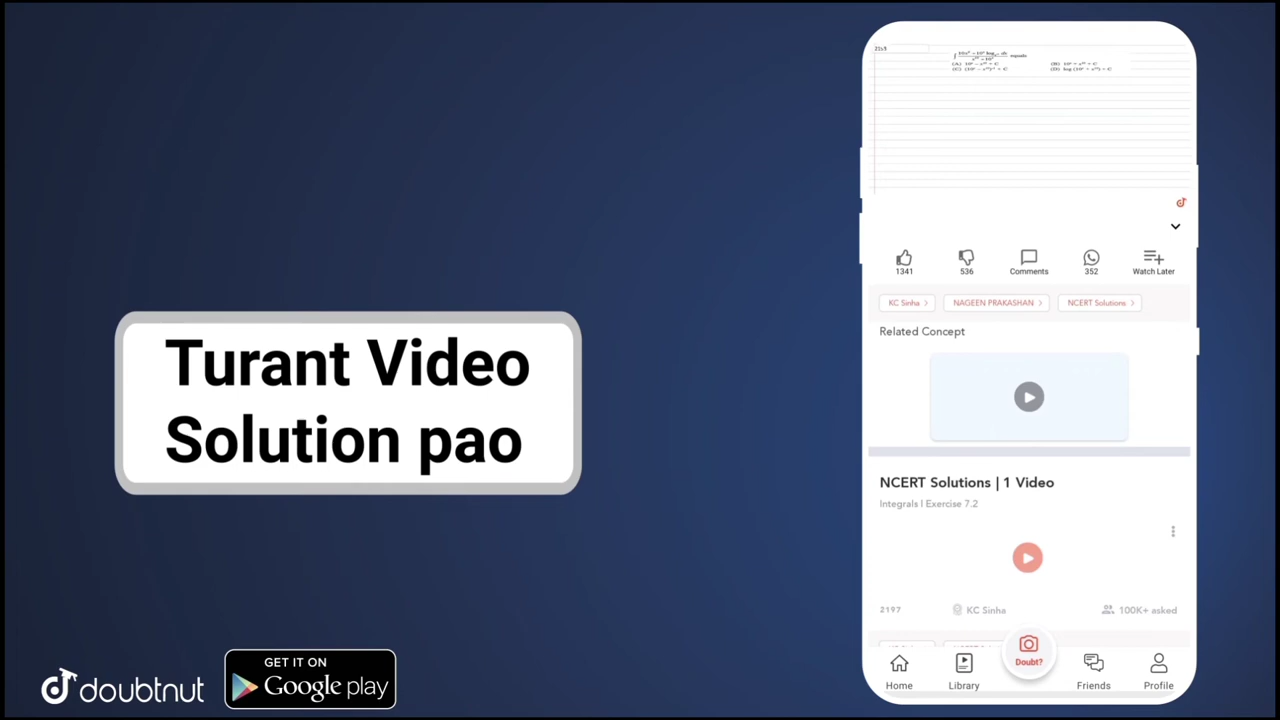 Turant Video
Solution pao
doubtnut
GET IT ON
Google play
equals
1341
536
Comments
352
Watch Later
KC Sinha
NAGEEN PRAKASHAN
NCERT Solutions
Related Concept
NCERT Solutions | 1 Video
Integrals l Exercise 7.2
2197
KC Sinha
100K+ asked
Doubt?
Home
Library
Friends
Profile